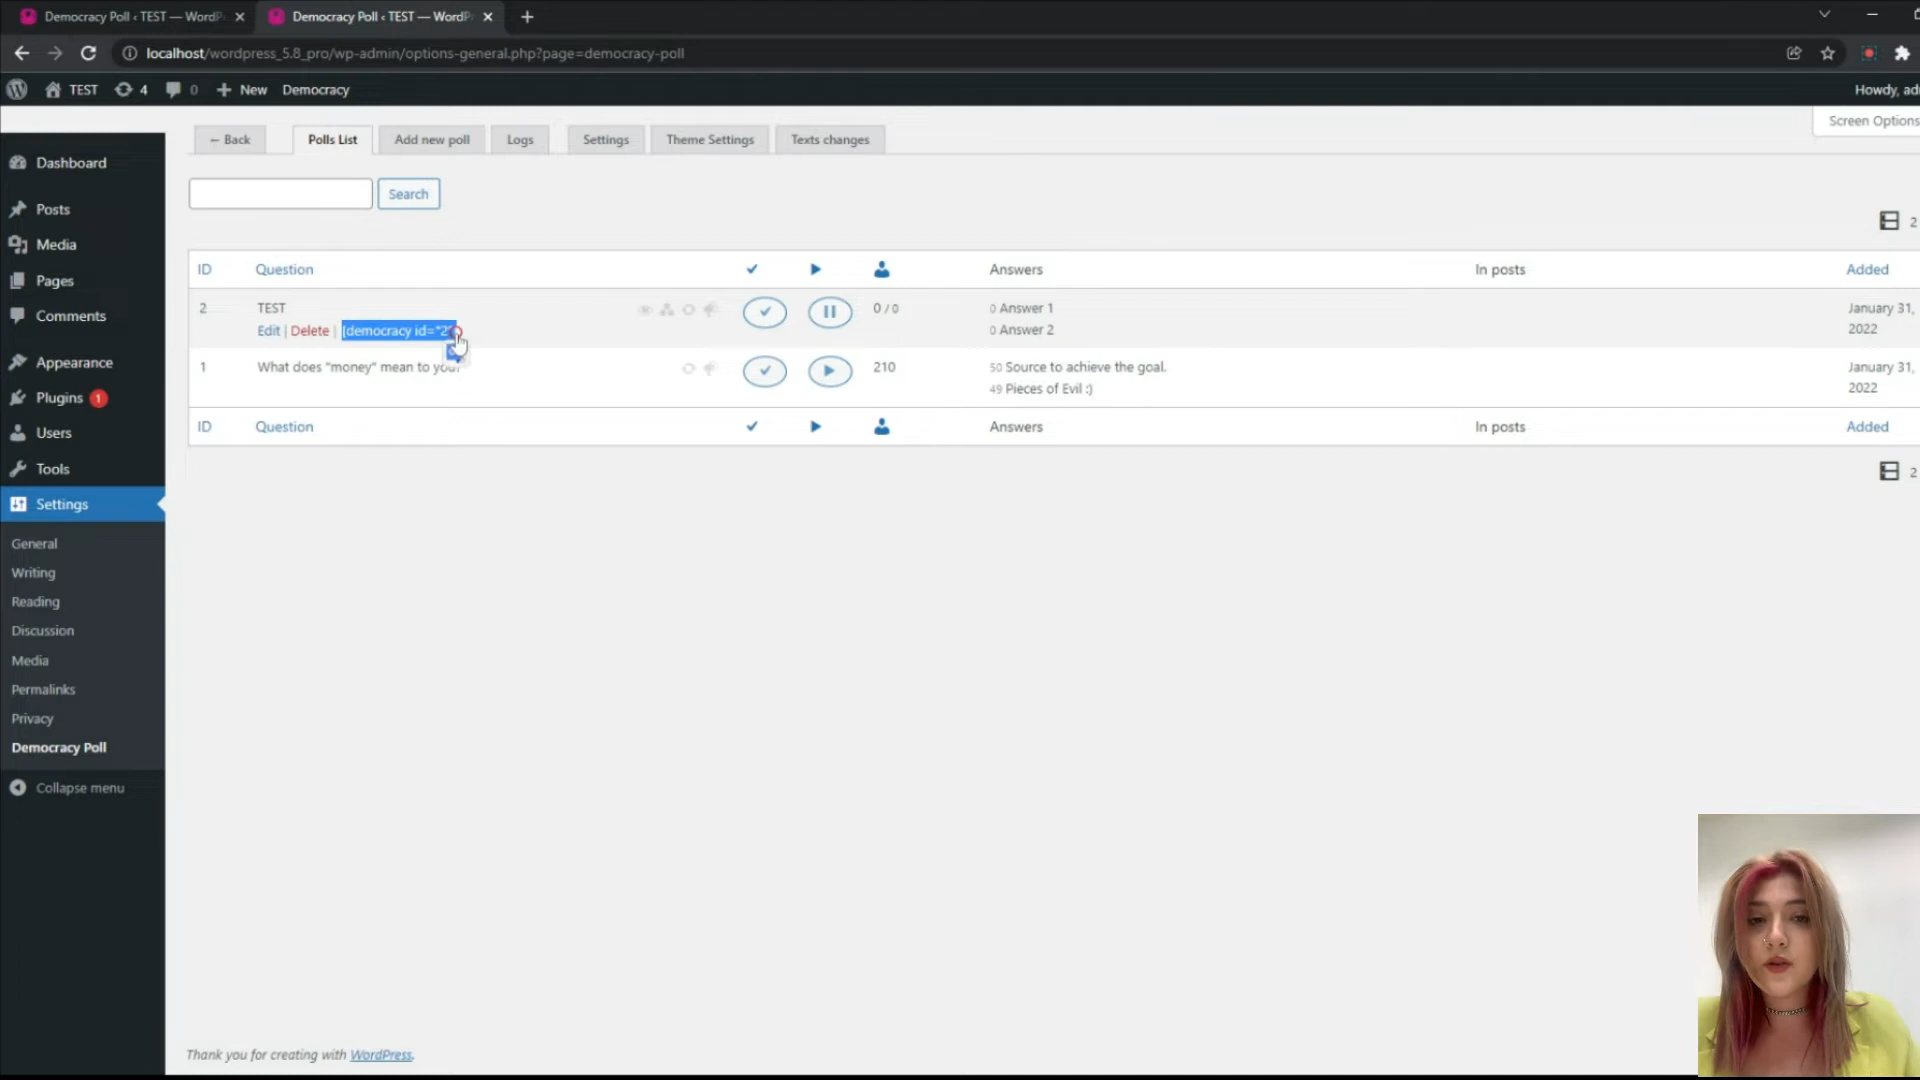 Democracy Poll ‹ TEST — WordP
Democracy Poll ‹ TEST — WordP
localhost/wordpress_5.8_pro/wp-admin/options-general.php?page=democracy-poll
TEST 4 0 New Democracy
Howdy, ad
Screen Options
← Back Polls List Add new poll Logs Settings Theme Settings Texts changes
Search
2
ID Question Answers In posts Added
2 TEST 0 / 0 0 Answer 1 January 31,
Edit | Delete | [democracy id="2" 0 Answer 2 2022
1 What does "money" mean to you? 210 50 Source to achieve the goal. January 31,
49 Pieces of Evil :) 2022
ID Question Answers In posts Added
2
Dashboard
Posts
Media
Pages
Comments
Appearance
Plugins 1
Users
Tools
Settings
General
Writing
Reading
Discussion
Media
Permalinks
Privacy
Democracy Poll
Collapse menu
Thank you for creating with WordPress.